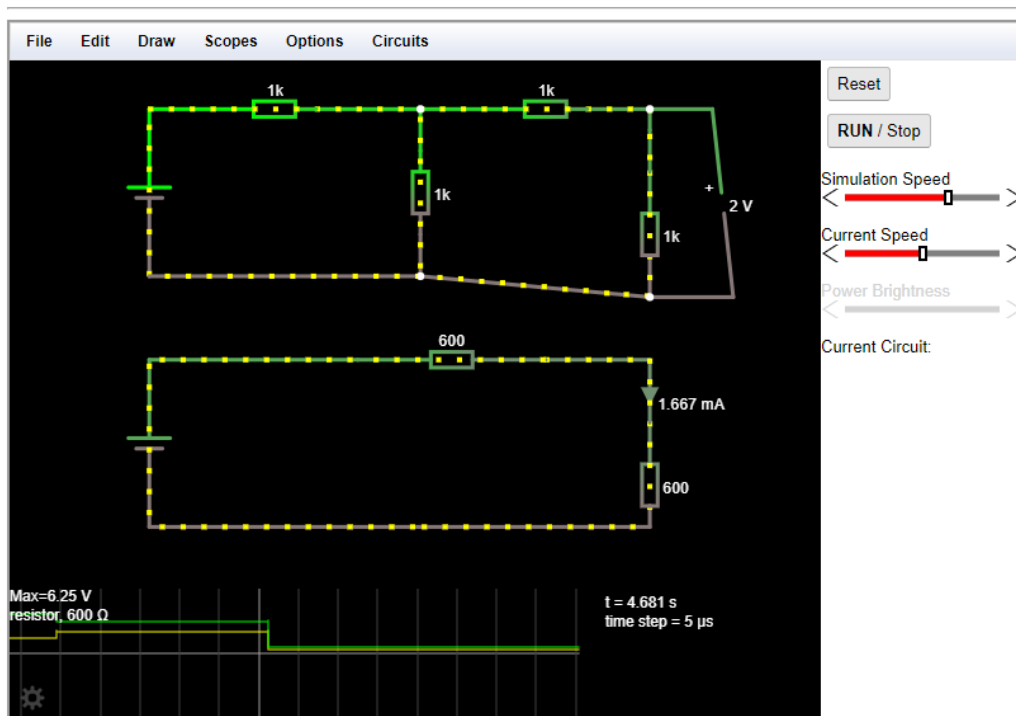 File Edit Draw Scopes Options Circuits
Reset
RUN / Stop
Simulation Speed
Current Speed
Power Brightness
Current Circuit:
1k 1k
1k
1k
+
2 V
600
1.667 mA
600
Max=6.25 V
resistor, 600 Ω
t = 4.681 s
time step = 5 µs